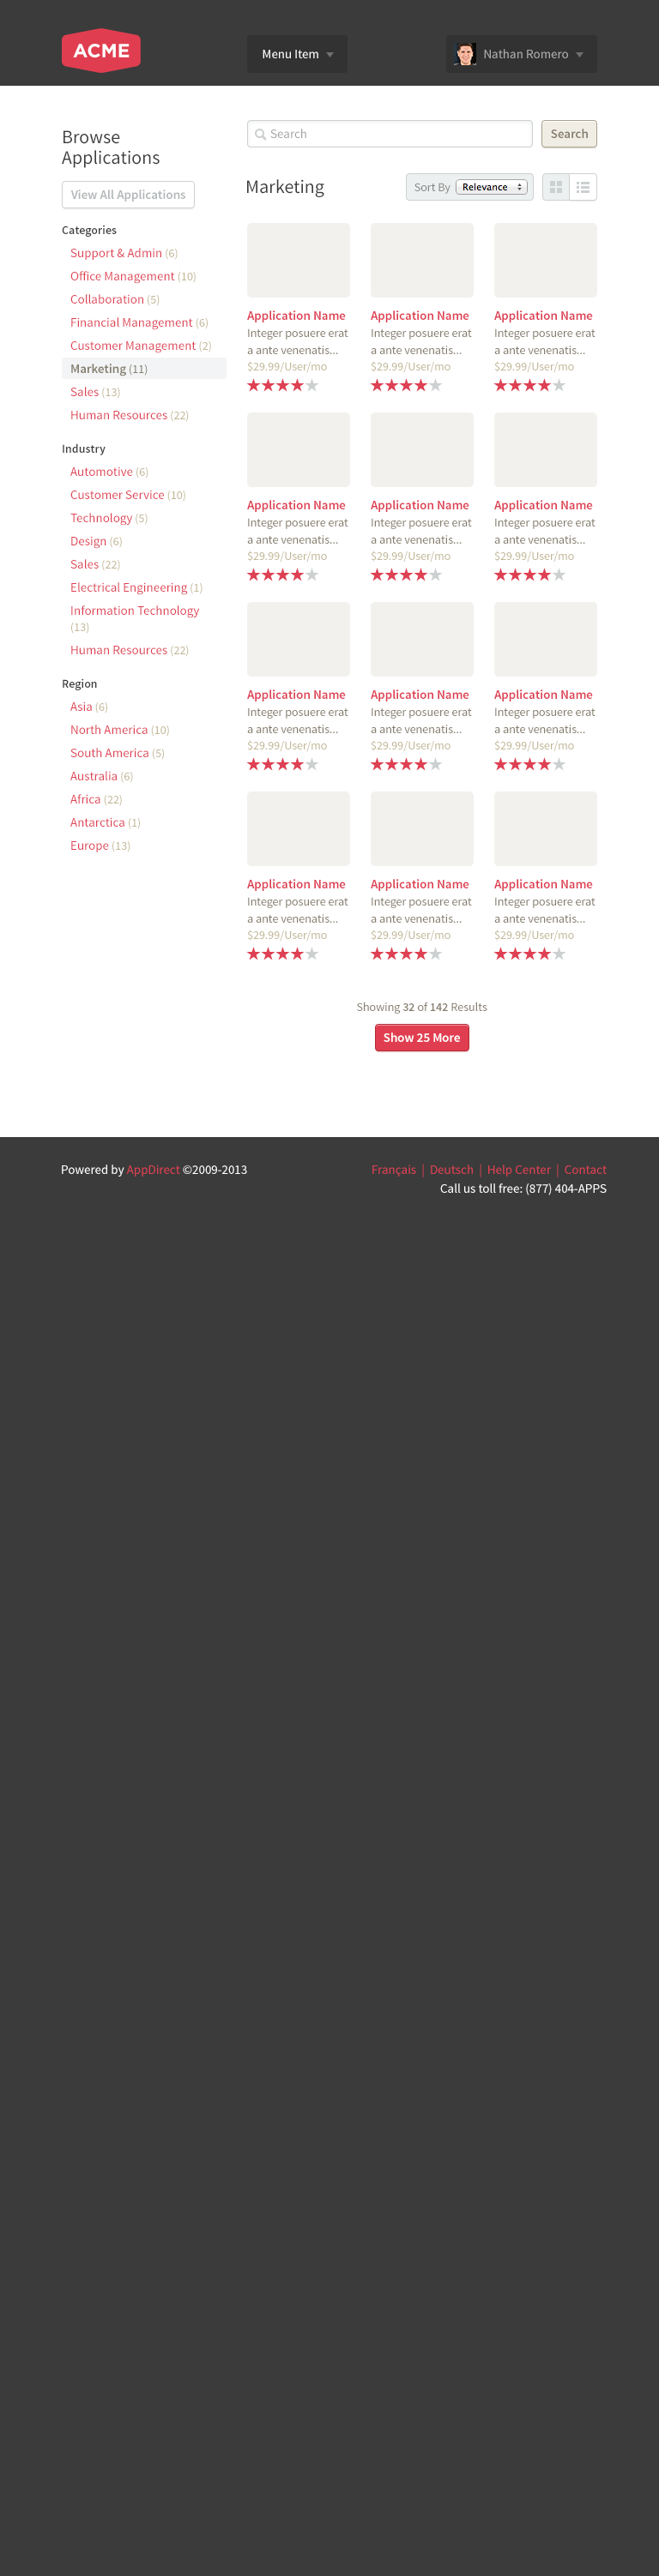 ACME
Menu Item
Nathan Romero
Browse
Applications
View All Applications
Categories
Support & Admin (6)
Office Management (10)
Collaboration (5)
Financial Management (6)
Customer Management (2)
Marketing (11)
Sales (13)
Human Resources (22)
Industry
Automotive (6)
Customer Service (10)
Technology (5)
Design (6)
Sales (22)
Electrical Engineering (1)
Information Technology
(13)
Human Resources (22)
Region
Asia (6)
North America (10)
South America (5)
Australia (6)
Africa (22)
Antarctica (1)
Europe (13)
Search
Search
Marketing
Sort By Relevance
Application Name
Integer posuere erat
a ante venenatis...
$29.99/User/mo
Application Name
Integer posuere erat
a ante venenatis...
$29.99/User/mo
Application Name
Integer posuere erat
a ante venenatis...
$29.99/User/mo
Application Name
Integer posuere erat
a ante venenatis...
$29.99/User/mo
Application Name
Integer posuere erat
a ante venenatis...
$29.99/User/mo
Application Name
Integer posuere erat
a ante venenatis...
$29.99/User/mo
Application Name
Integer posuere erat
a ante venenatis...
$29.99/User/mo
Application Name
Integer posuere erat
a ante venenatis...
$29.99/User/mo
Application Name
Integer posuere erat
a ante venenatis...
$29.99/User/mo
Application Name
Integer posuere erat
a ante venenatis...
$29.99/User/mo
Application Name
Integer posuere erat
a ante venenatis...
$29.99/User/mo
Application Name
Integer posuere erat
a ante venenatis...
$29.99/User/mo
Showing 32 of 142 Results
Show 25 More
Powered by AppDirect ©2009-2013
Français | Deutsch | Help Center | Contact
Call us toll free: (877) 404-APPS